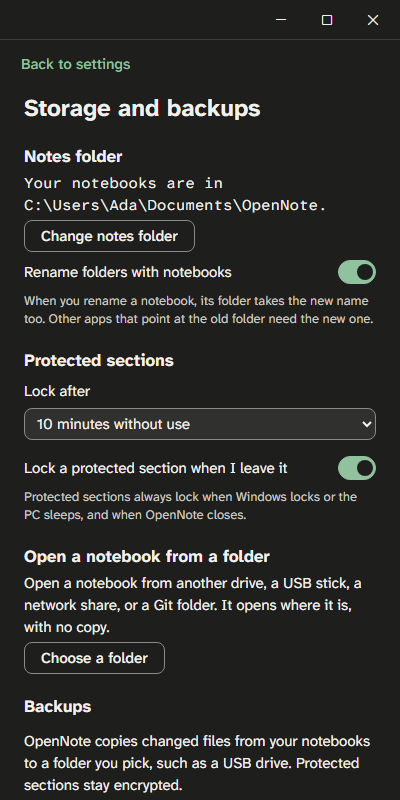 Back to settings
Storage and backups
Notes folder
Your notebooks are in
C:\Users\Ada\Documents\OpenNote.
Change notes folder
Rename folders with notebooks
When you rename a notebook, its folder takes the new name
too. Other apps that point at the old folder need the new one.
Protected sections
Lock after
10 minutes without use
Lock a protected section when I leave it
Protected sections always lock when Windows locks or the
PC sleeps, and when OpenNote closes.
Open a notebook from a folder
Open a notebook from another drive, a USB stick, a
network share, or a Git folder. It opens where it is,
with no copy.
Choose a folder
Backups
OpenNote copies changed files from your notebooks
to a folder you pick, such as a USB drive. Protected
sections stay encrypted.